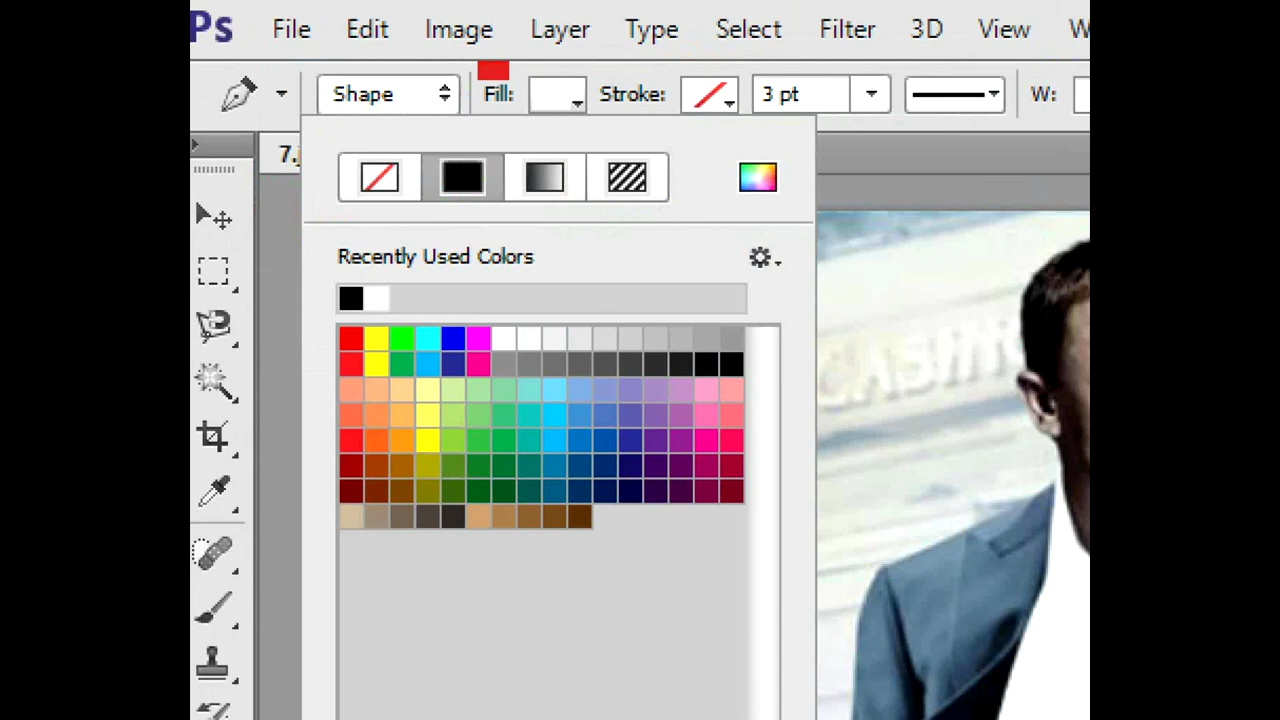 Ps File Edit Image Layer Type Select Filter 3D View
Shape Fill: Stroke: 3 pt W:
7.
Recently Used Colors